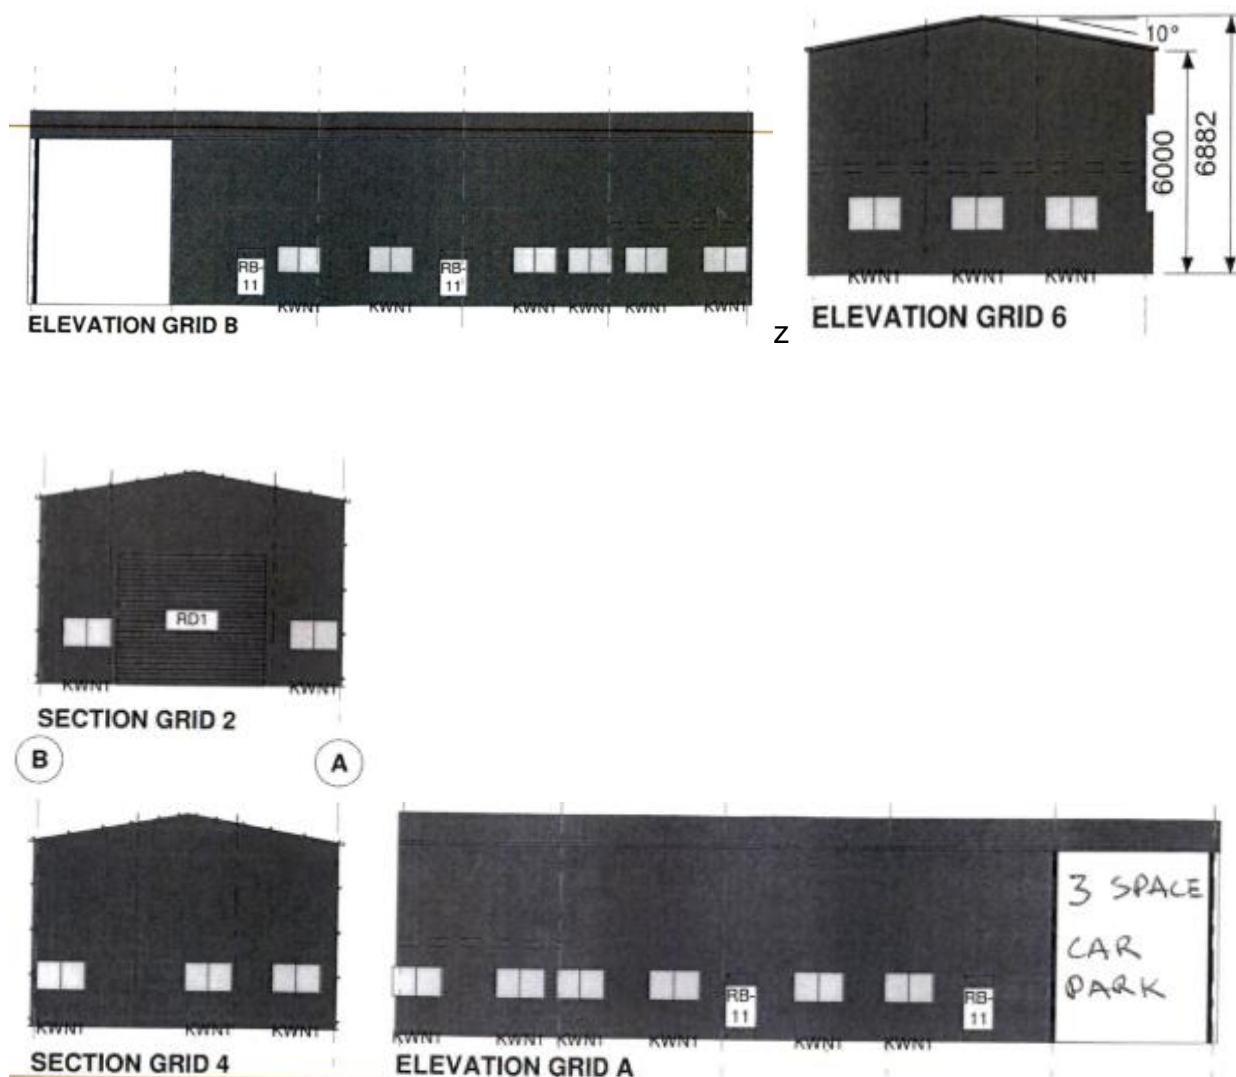 10°
6000
6882
RB-
11
RB-
11
KWN1 KWN1 KWN1 KWN1 KWN1 KWN1
ELEVATION GRID B
z
KWN1 KWN1 KWN1
ELEVATION GRID 6
RD1
KWN1 KWN1
SECTION GRID 2
B A
KWN1 KWN1 KWN1
SECTION GRID 4
3 SPACE
CAR
PARK
RB-
11
RB-
11
KWN1 KWN1 KWN1 KWN1 KWN1 KWN1
ELEVATION GRID A